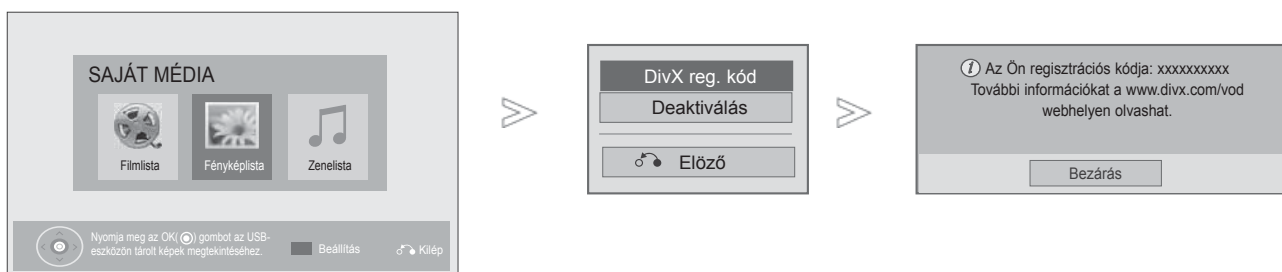 SAJÁT MÉDIA
Filmlista
Fényképlista
Zenelista
Nyomja meg az OK(◉) gombot az USB-
eszközön tárolt képek megtekintéséhez.
Beállítás
Kilép
DivX reg. kód
Deaktiválás
Elöző
Az Ön regisztrációs kódja: xxxxxxxxxx
További információkat a www.divx.com/vod
webhelyen olvashat.
Bezárás